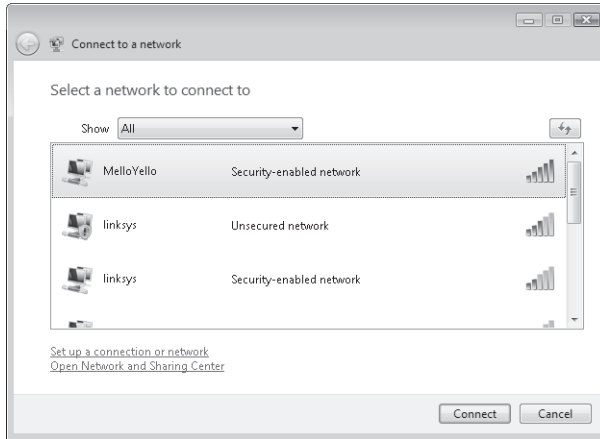 Connect to a network
Select a network to connect to
Show All
MelloYello Security-enabled network
linksys Unsecured network
linksys Security-enabled network
Set up a connection or network
Open Network and Sharing Center
Connect Cancel